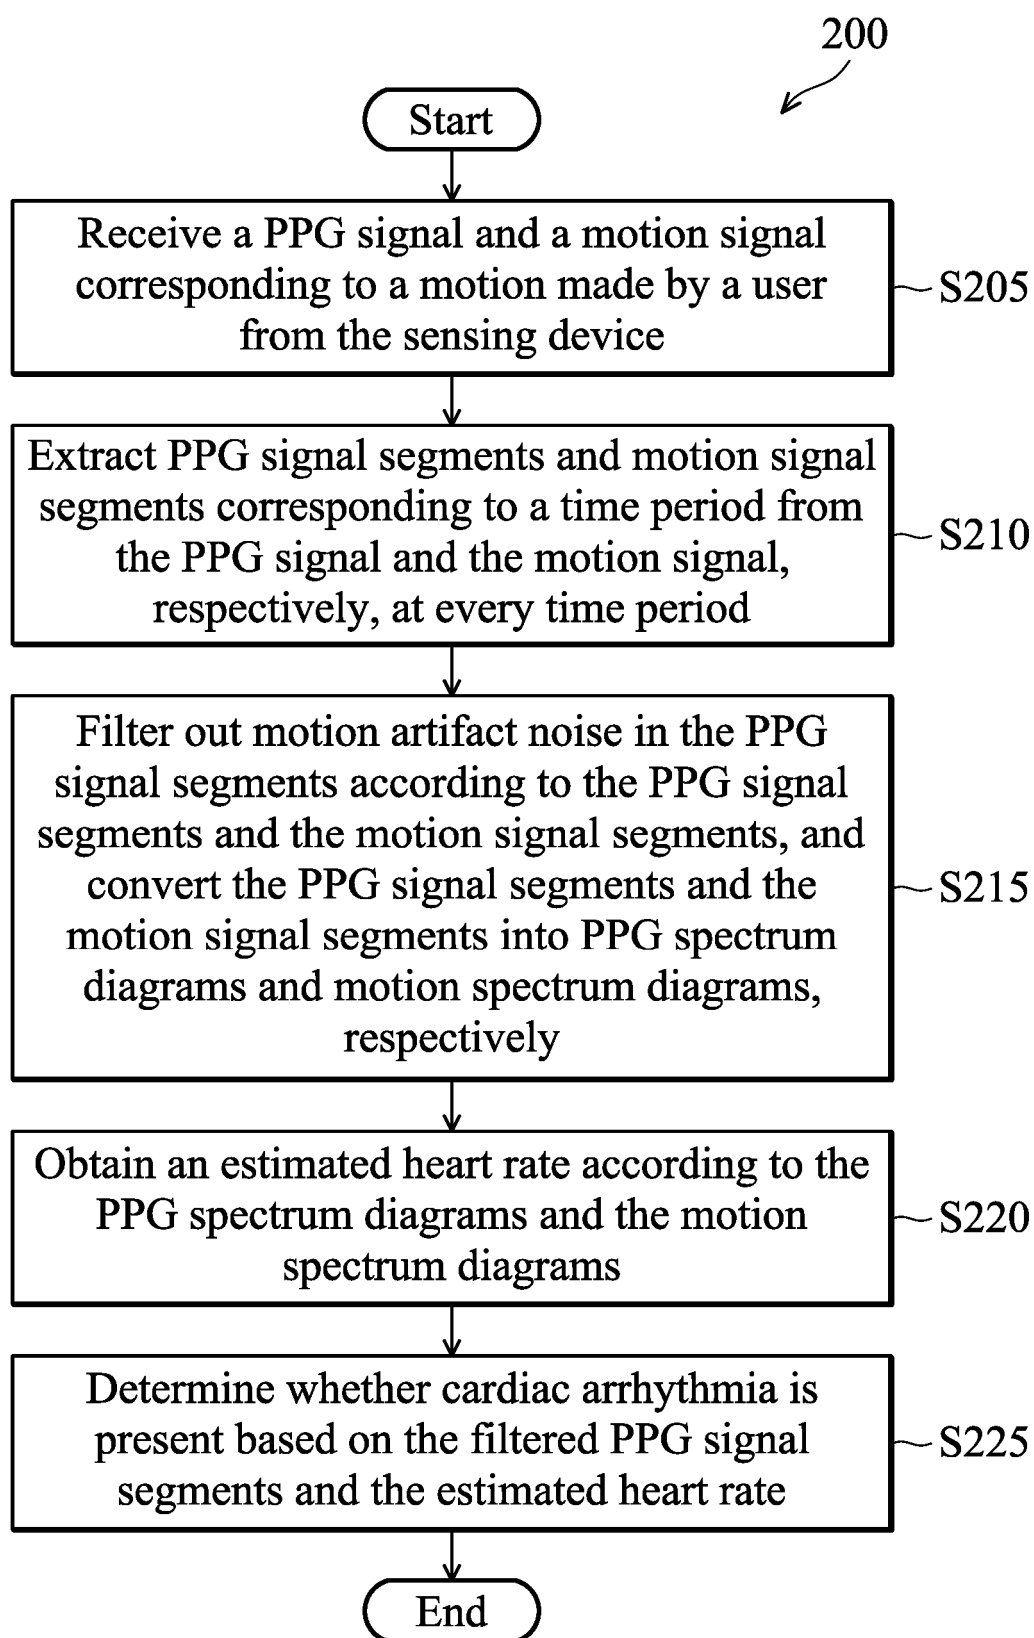 200
Start
Receive a PPG signal and a motion signal
corresponding to a motion made by a user
from the sensing device
S205
Extract PPG signal segments and motion signal
segments corresponding to a time period from
the PPG signal and the motion signal,
respectively, at every time period
S210
Filter out motion artifact noise in the PPG
signal segments according to the PPG signal
segments and the motion signal segments, and
convert the PPG signal segments and the
motion signal segments into PPG spectrum
diagrams and motion spectrum diagrams,
respectively
S215
Obtain an estimated heart rate according to the
PPG spectrum diagrams and the motion
spectrum diagrams
S220
Determine whether cardiac arrhythmia is
present based on the filtered PPG signal
segments and the estimated heart rate
S225
End